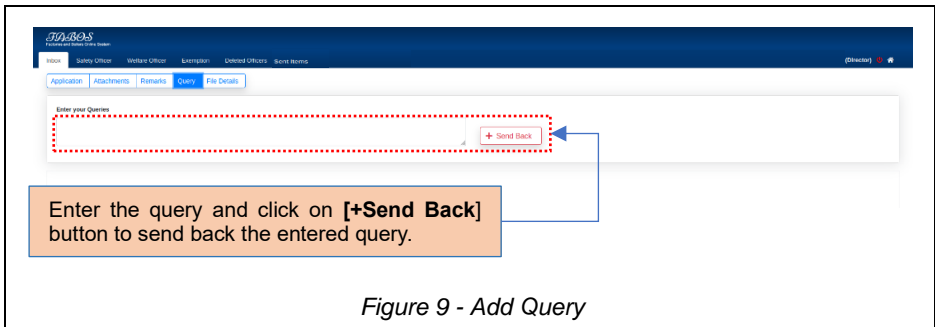 FABOS
Factories and Boilers Online System
Inbox Safety Officer Welfare Officer Exemption Deleted Officers Sent Items (Director)
Application Attachments Remarks Query File Details
Enter your Queries
+ Send Back
Enter the query and click on [+Send Back]
button to send back the entered query.
Figure 9 - Add Query